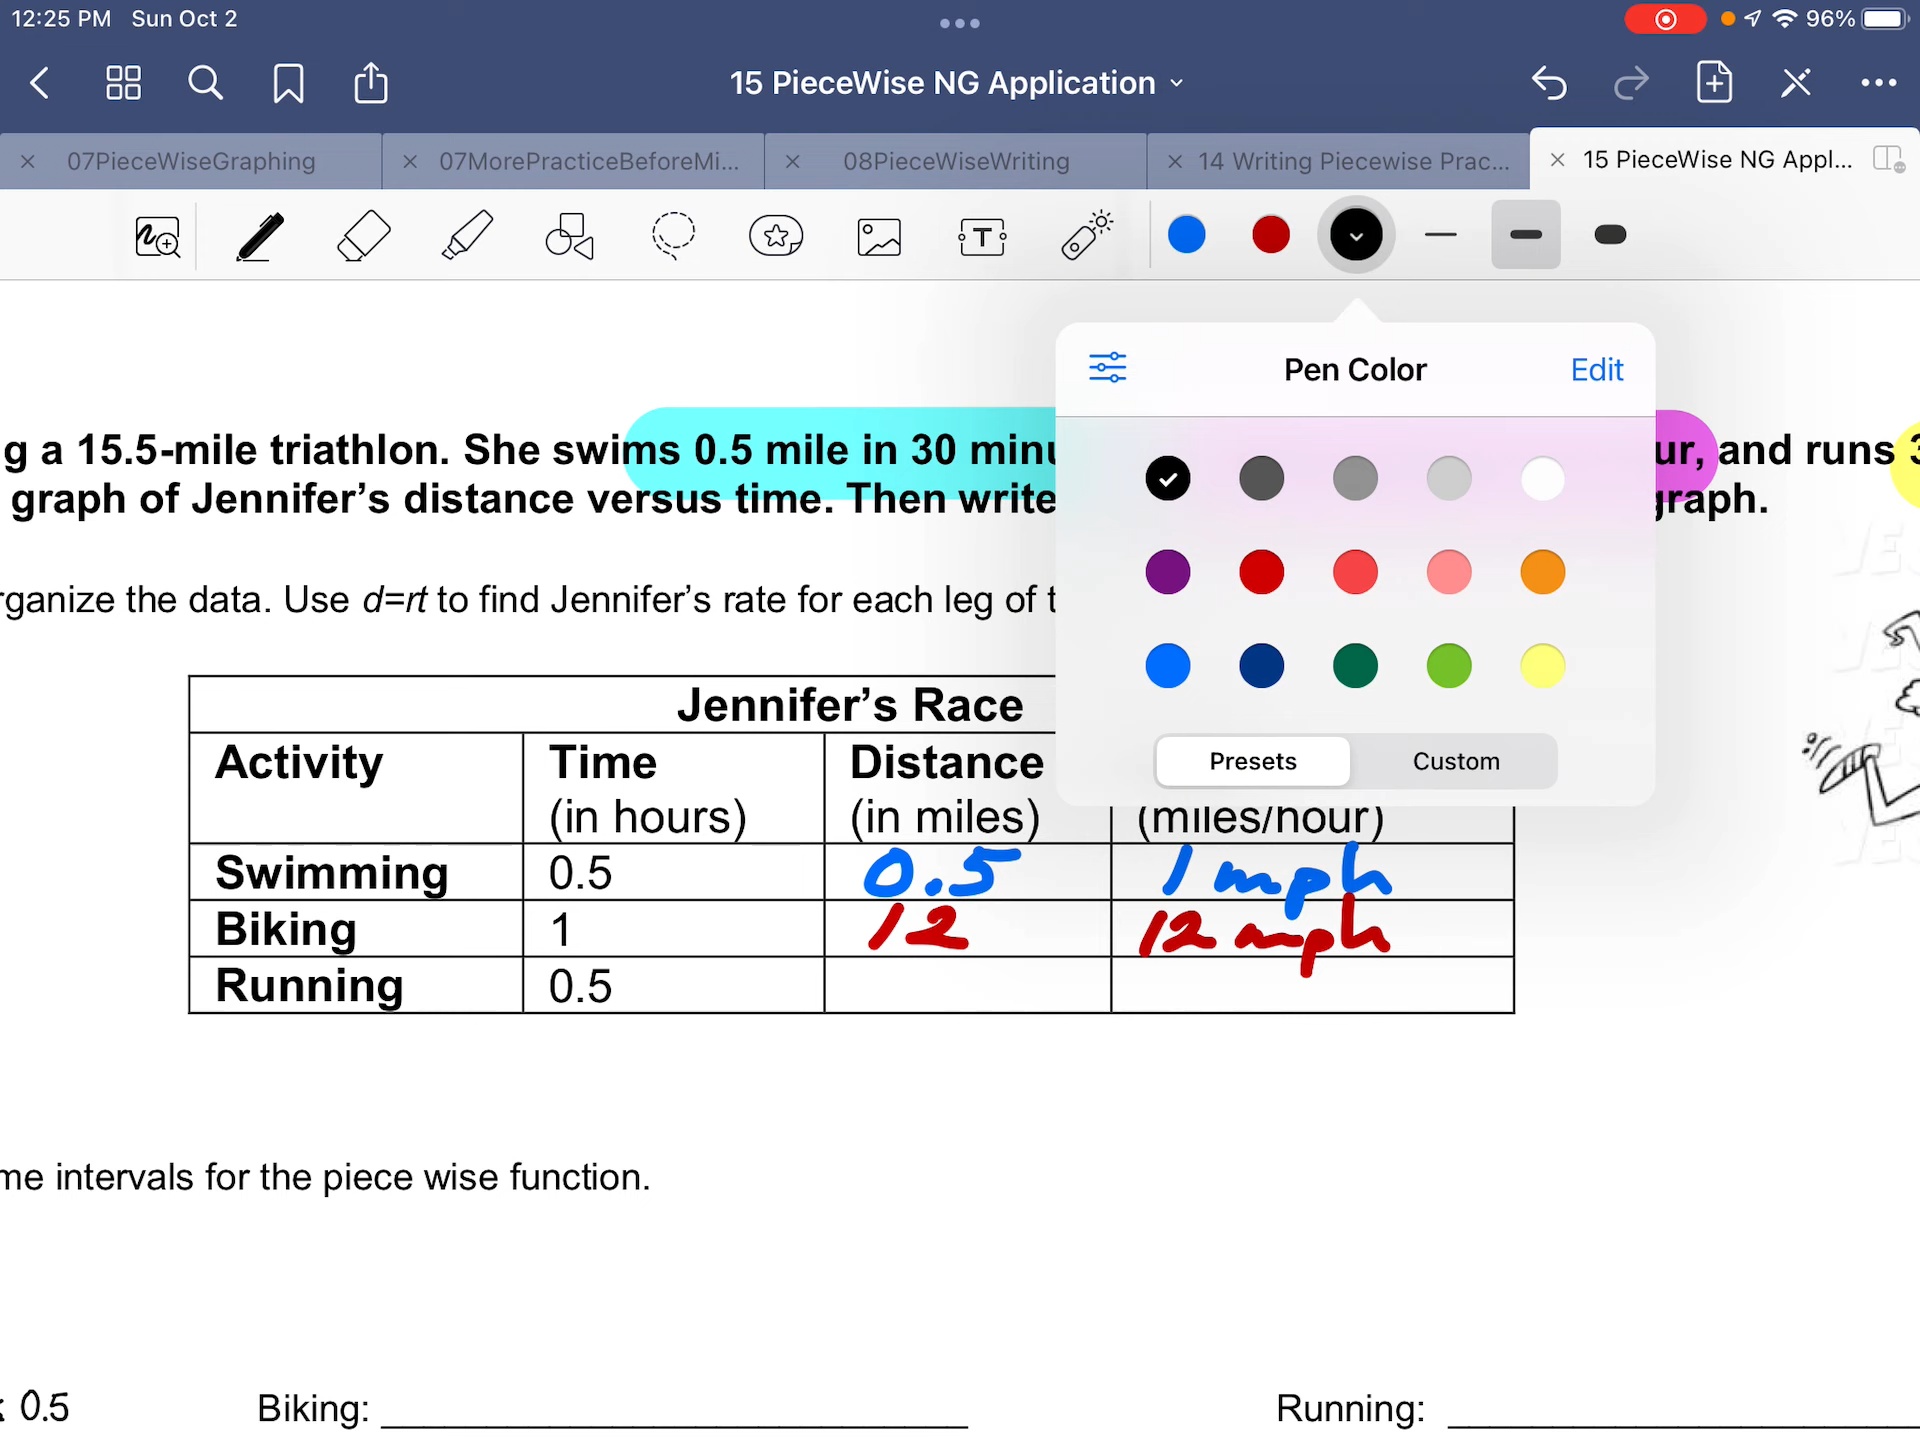 12:25 PM Sun Oct 2
96%
15 PieceWise NG Application
07PieceWiseGraphing
07MorePracticeBeforeMi...
08PieceWiseWriting
14 Writing Piecewise Prac...
15 PieceWise NG Appl...
Pen Color
Edit
Presets
Custom
g a 15.5-mile triathlon. She swims 0.5 mile in 30 minu ur, and runs 3
graph of Jennifer's distance versus time. Then write graph.
rganize the data. Use d=rt to find Jennifer's rate for each leg of t
Jennifer's Race
Activity Time Distance
(in hours) (in miles) (miles/hour)
Swimming 0.5 0.5 1 mph
Biking 1 12 12 mph
Running 0.5
me intervals for the piece wise function.
0.5 Biking: Running: